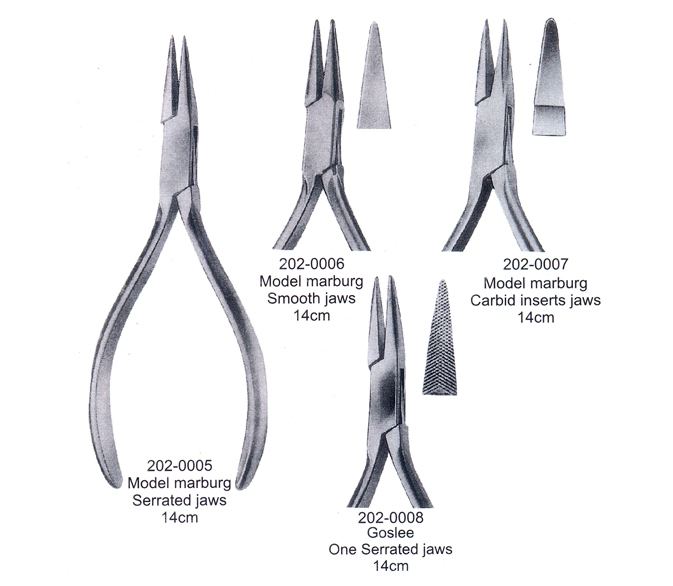 202-0006
Model marburg
Smooth jaws
14cm
202-0007
Model marburg
Carbid inserts jaws
14cm
202-0005
Model marburg
Serrated jaws
14cm
202-0008
Goslee
One Serrated jaws
14cm